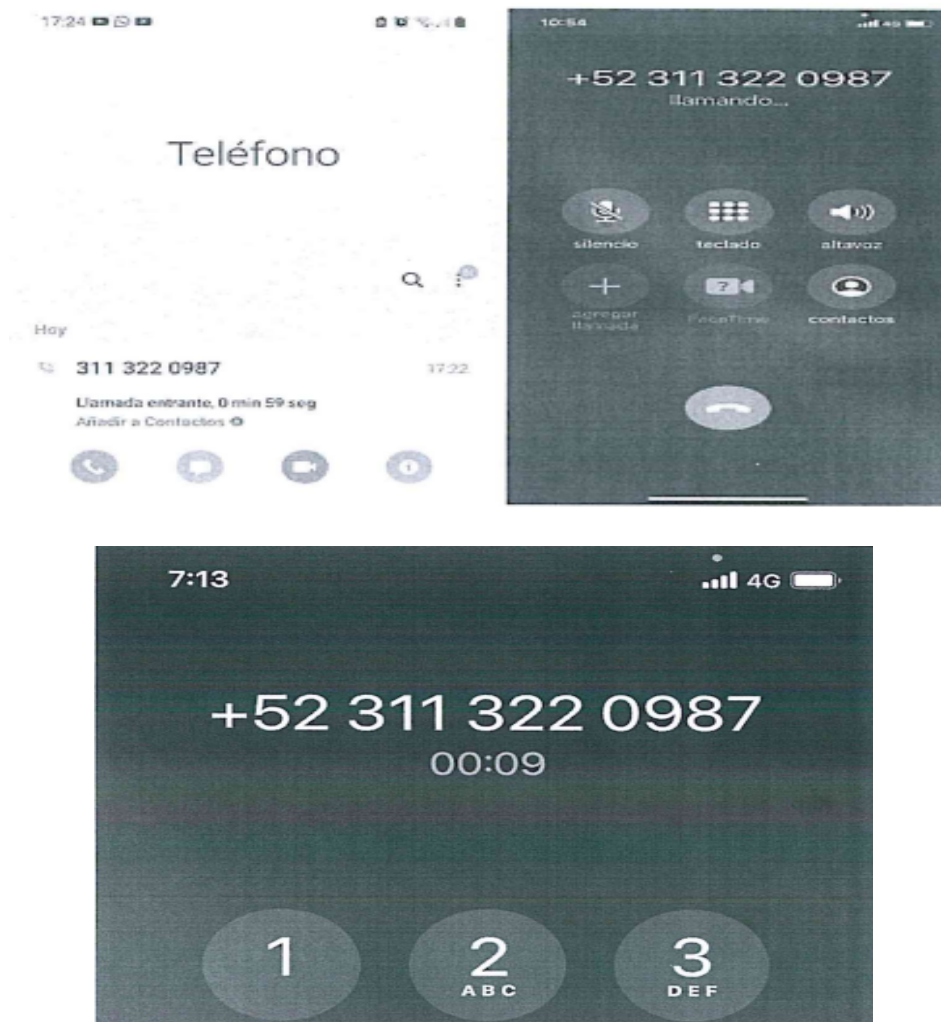 17:24
Teléfono
Hoy
311 322 0987 17:22
Llamada entrante, 0 min 59 seg
Añadir a Contactos
10:54 4G
+52 311 322 0987
llamando...
silencio teclado altavoz
agregar llamada FaceTime contactos
7:13 4G
+52 311 322 0987
00:09
1 2 3
ABC DEF